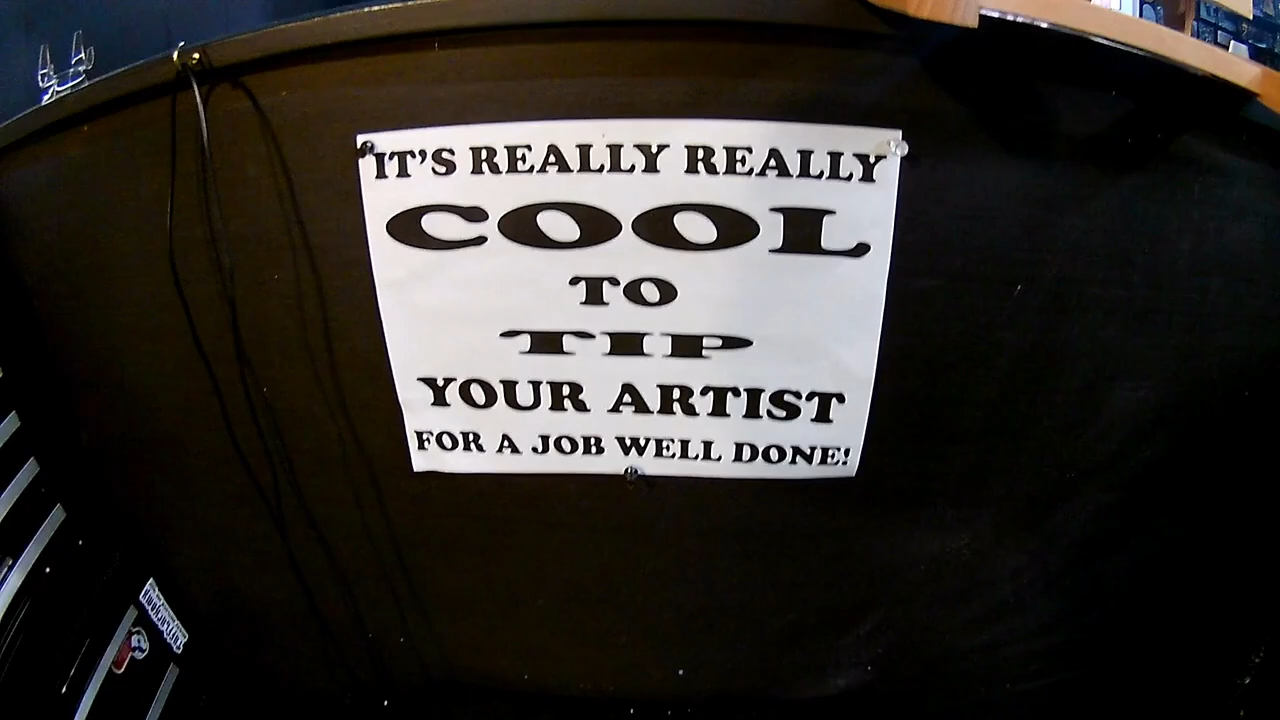 IT'S REALLY REALLY
COOL
TO
TIP
YOUR ARTIST
FOR A JOB WELL DONE!